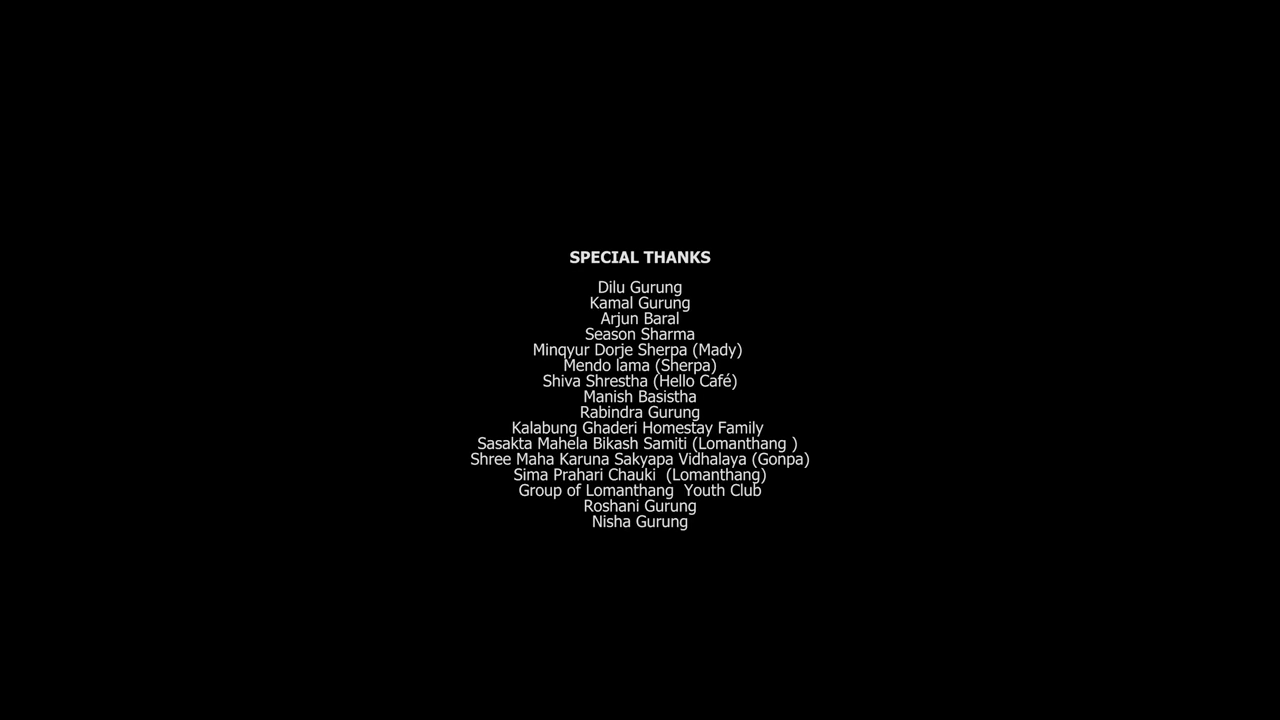 SPECIAL THANKS
Dilu Gurung
Kamal Gurung
Arjun Baral
Season Sharma
Minqyur Dorje Sherpa (Mady)
Mendo lama (Sherpa)
Shiva Shrestha (Hello Café)
Manish Basistha
Rabindra Gurung
Kalabung Ghaderi Homestay Family
Sasakta Mahela Bikash Samiti (Lomanthang )
Shree Maha Karuna Sakyapa Vidhalaya (Gonpa)
Sima Prahari Chauki  (Lomanthang)
Group of Lomanthang  Youth Club
Roshani Gurung
Nisha Gurung